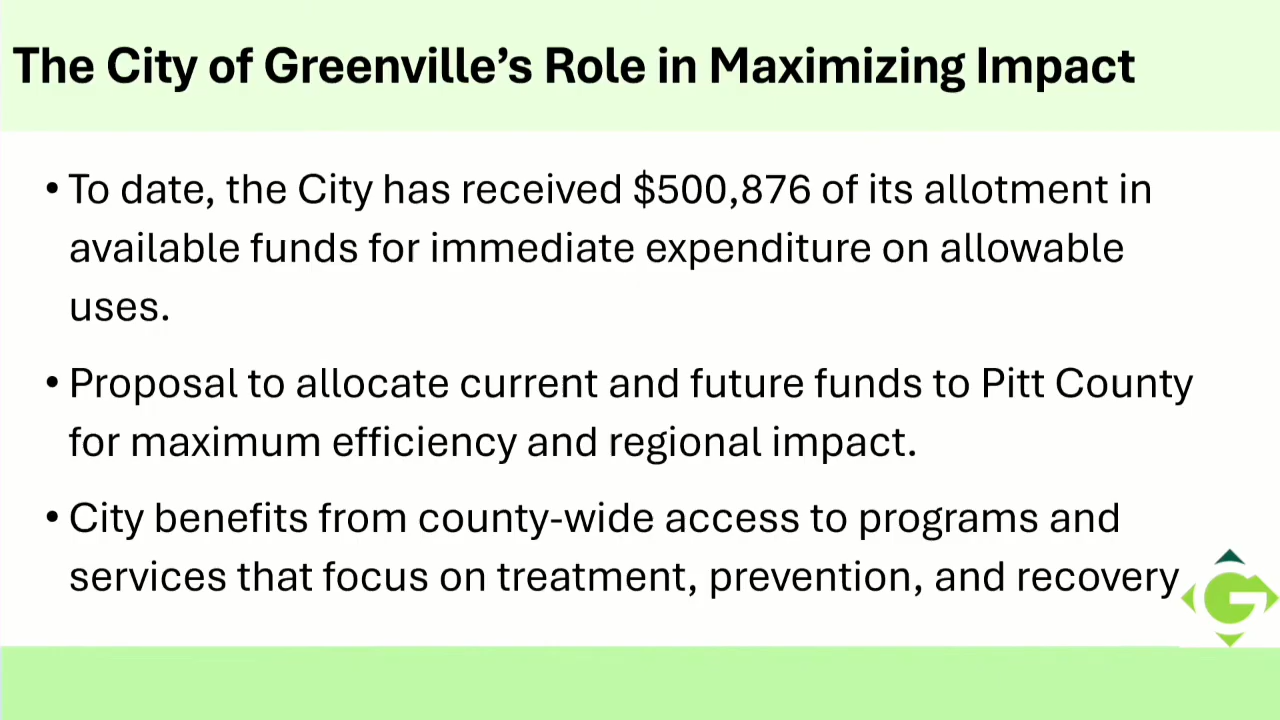 The City of Greenville’s Role in Maximizing Impact
• To date, the City has received $500,876 of its allotment in
available funds for immediate expenditure on allowable
uses.
• Proposal to allocate current and future funds to Pitt County
for maximum efficiency and regional impact.
• City benefits from county-wide access to programs and
services that focus on treatment, prevention, and recovery
G